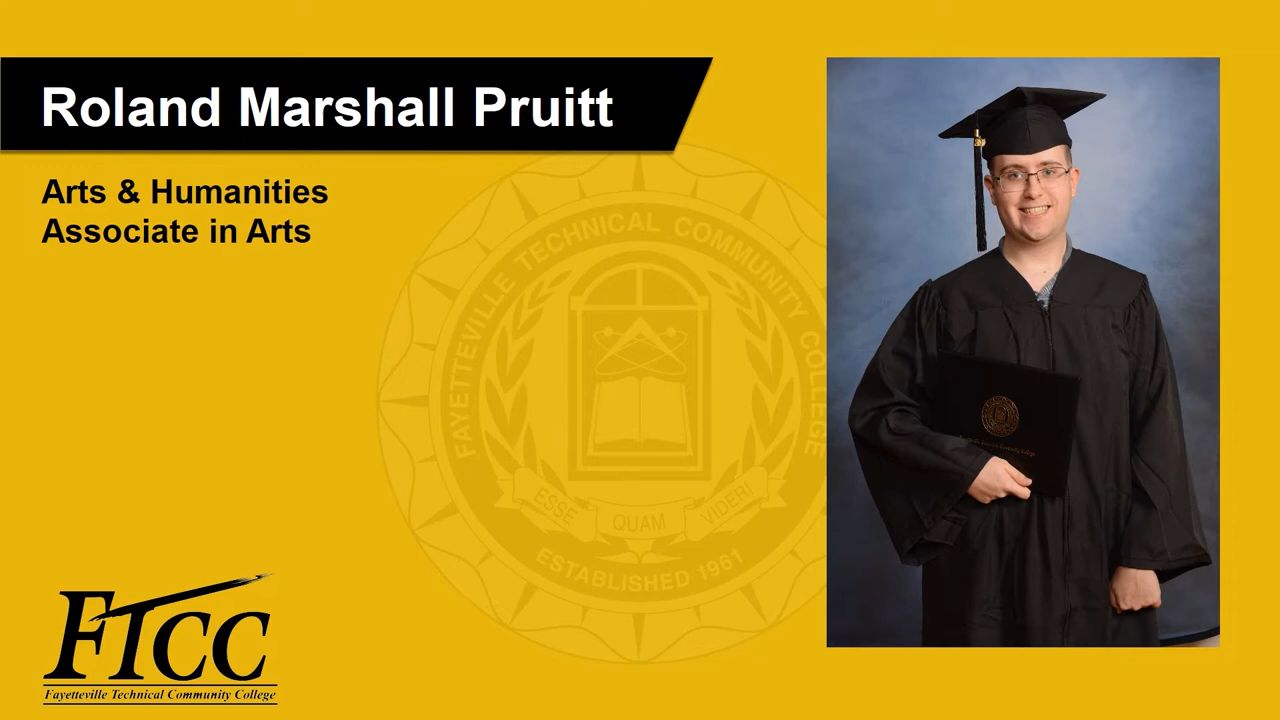 Roland Marshall Pruitt
Arts & Humanities
Associate in Arts
FAYETTEVILLE TECHNICAL COMMUNITY COLLEGE
ESSE QUAM VIDERI
ESTABLISHED 1961
FTCC
Fayetteville Technical Community College